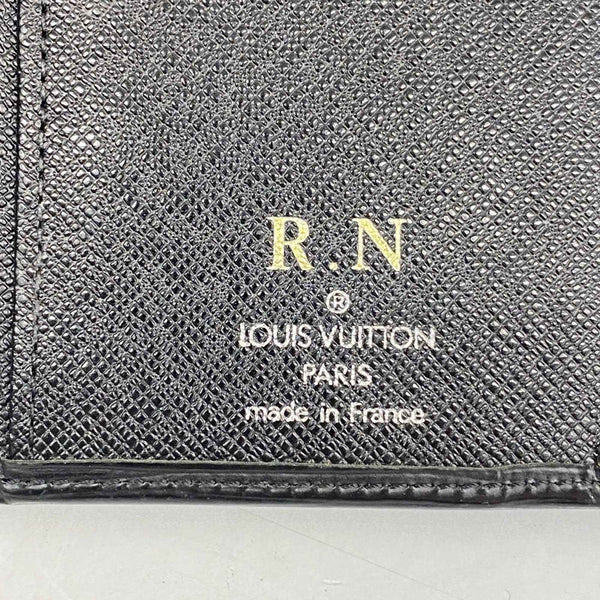 R.N
®
LOUIS VUITTON
PARIS
made in France